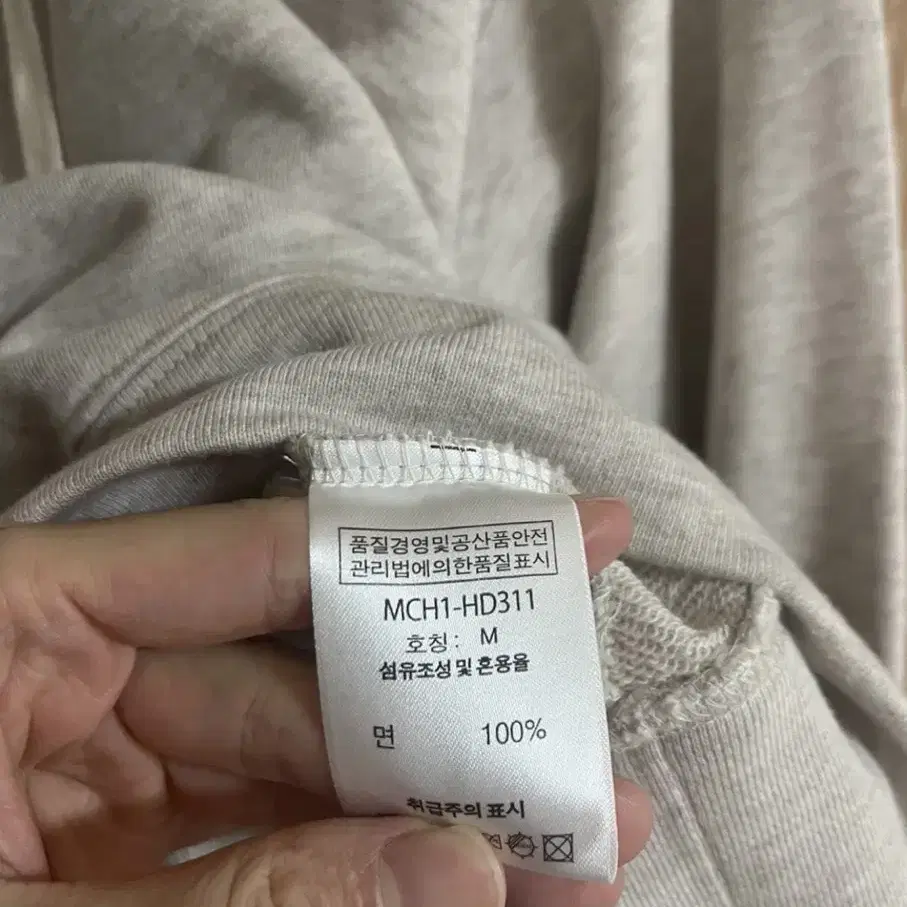 품질경영및공산품안전
관리법에의한품질표시
MCH1-HD311
호칭: M
섬유조성 및 혼용율
면 100%
취급주의 표시